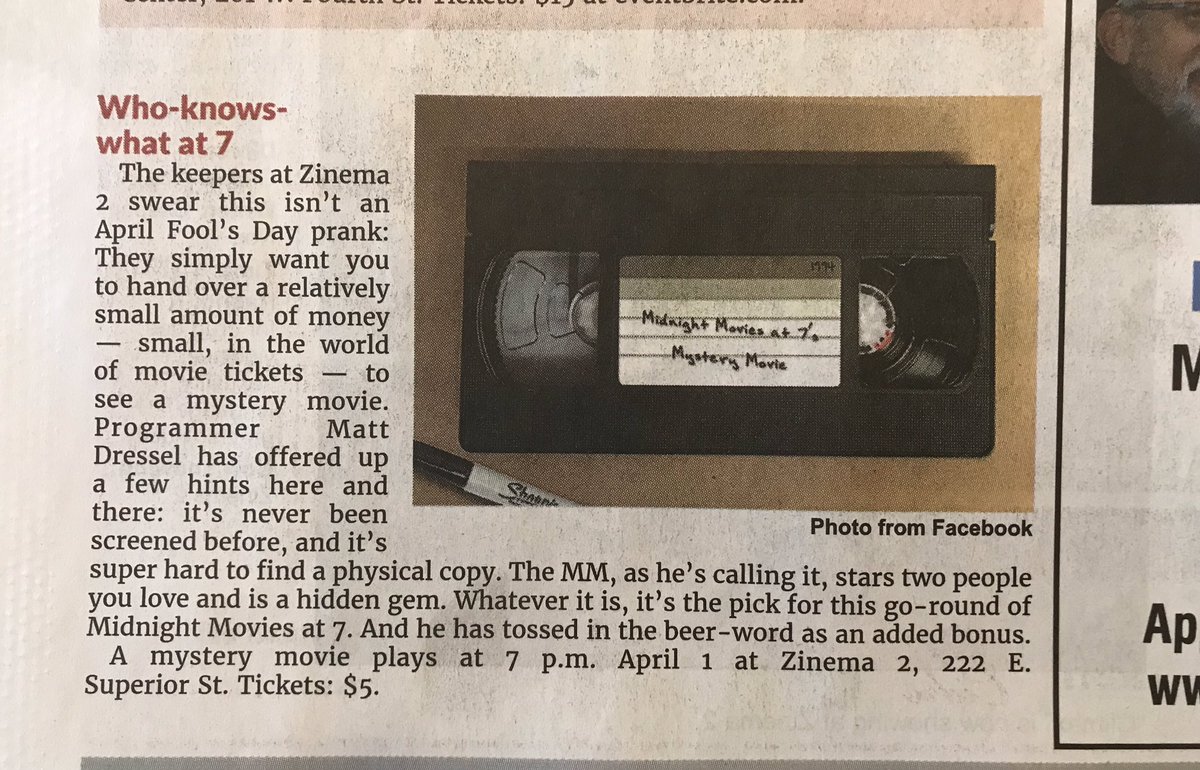 Who-knows-
what at 7
The keepers at Zinema
2 swear this isn’t an
April Fool’s Day prank:
They simply want you
to hand over a relatively
small amount of money
— small, in the world
of movie tickets — to
see a mystery movie.
Programmer Matt
Dressel has offered up
a few hints here and
there: it’s never been
screened before, and it’s
super hard to find a physical copy. The MM, as he’s calling it, stars two people
you love and is a hidden gem. Whatever it is, it’s the pick for this go-round of
Midnight Movies at 7. And he has tossed in the beer-word as an added bonus.
A mystery movie plays at 7 p.m. April 1 at Zinema 2, 222 E.
Superior St. Tickets: $5.
1994
Midnight Movies at 7's
Mystery Movie
Sharpie
Photo from Facebook
M
Ap
ww